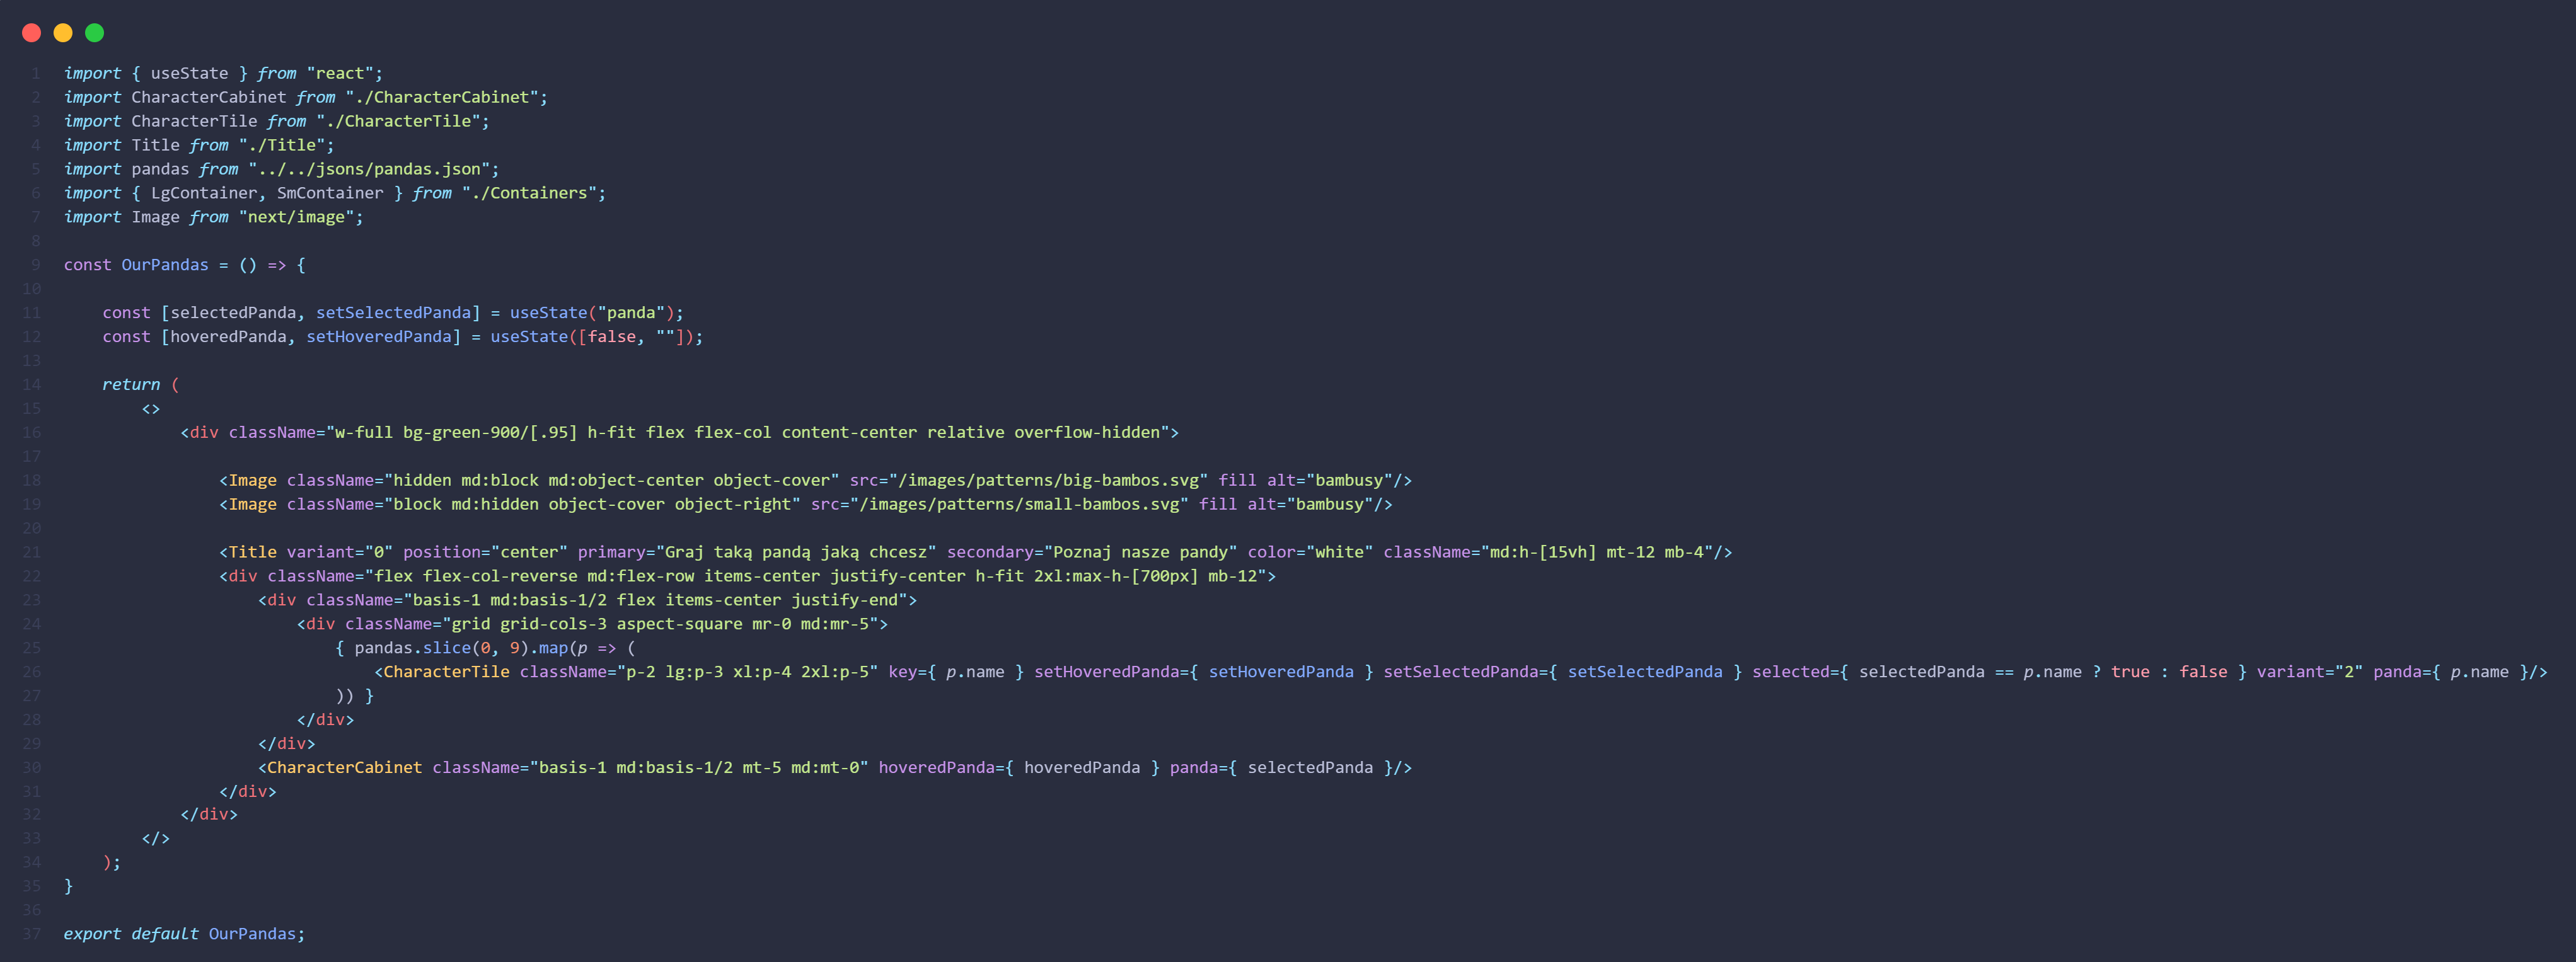 1 import { useState } from "react";
2 import CharacterCabinet from "./CharacterCabinet";
3 import CharacterTile from "./CharacterTile";
4 import Title from "./Title";
5 import pandas from "../../jsons/pandas.json";
6 import { LgContainer, SmContainer } from "./Containers";
7 import Image from "next/image";
8
9 const OurPandas = () => {
10
11     const [selectedPanda, setSelectedPanda] = useState("panda");
12     const [hoveredPanda, setHoveredPanda] = useState([false, ""]);
13
14     return (
15         <>
16             <div className="w-full bg-green-900/[.95] h-fit flex flex-col content-center relative overflow-hidden">
17
18                 <Image className="hidden md:block md:object-center object-cover" src="/images/patterns/big-bambos.svg" fill alt="bambusy"/>
19                 <Image className="block md:hidden object-cover object-right" src="/images/patterns/small-bambos.svg" fill alt="bambusy"/>
20
21                 <Title variant="0" position="center" primary="Graj taką pandą jaką chcesz" secondary="Poznaj nasze pandy" color="white" className="md:h-[15vh] mt-12 mb-4"/>
22                 <div className="flex flex-col-reverse md:flex-row items-center justify-center h-fit 2xl:max-h-[700px] mb-12">
23                     <div className="basis-1 md:basis-1/2 flex items-center justify-end">
24                         <div className="grid grid-cols-3 aspect-square mr-0 md:mr-5">
25                             { pandas.slice(0, 9).map(p => (
26                                 <CharacterTile className="p-2 lg:p-3 xl:p-4 2xl:p-5" key={ p.name } setHoveredPanda={ setHoveredPanda } setSelectedPanda={ setSelectedPanda } selected={ selectedPanda == p.name ? true : false } variant="2" panda={ p.name }/>
27                             )) }
28                         </div>
29                     </div>
30                     <CharacterCabinet className="basis-1 md:basis-1/2 mt-5 md:mt-0" hoveredPanda={ hoveredPanda } panda={ selectedPanda }/>
31                 </div>
32             </div>
33         </>
34     );
35 }
36
37 export default OurPandas;